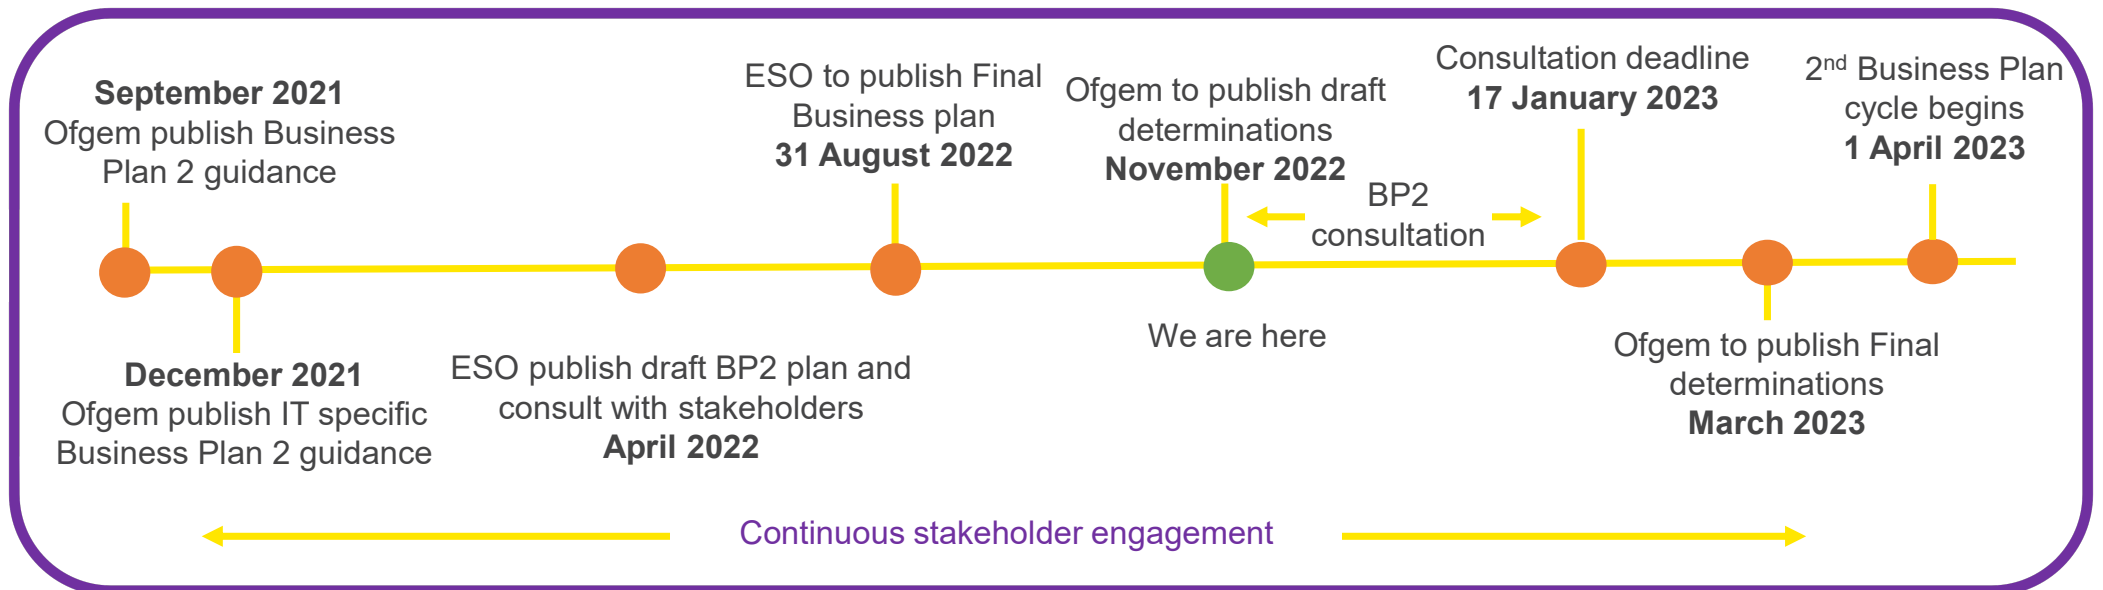 September 2021
Ofgem publish Business
Plan 2 guidance
December 2021
Ofgem publish IT specific
Business Plan 2 guidance
ESO publish draft BP2 plan and
consult with stakeholders
April 2022
ESO to publish Final
Business plan
31 August 2022
Ofgem to publish draft
determinations
November 2022
We are here
BP2
consultation
Consultation deadline
17 January 2023
Ofgem to publish Final
determinations
March 2023
2nd Business Plan
cycle begins
1 April 2023
Continuous stakeholder engagement